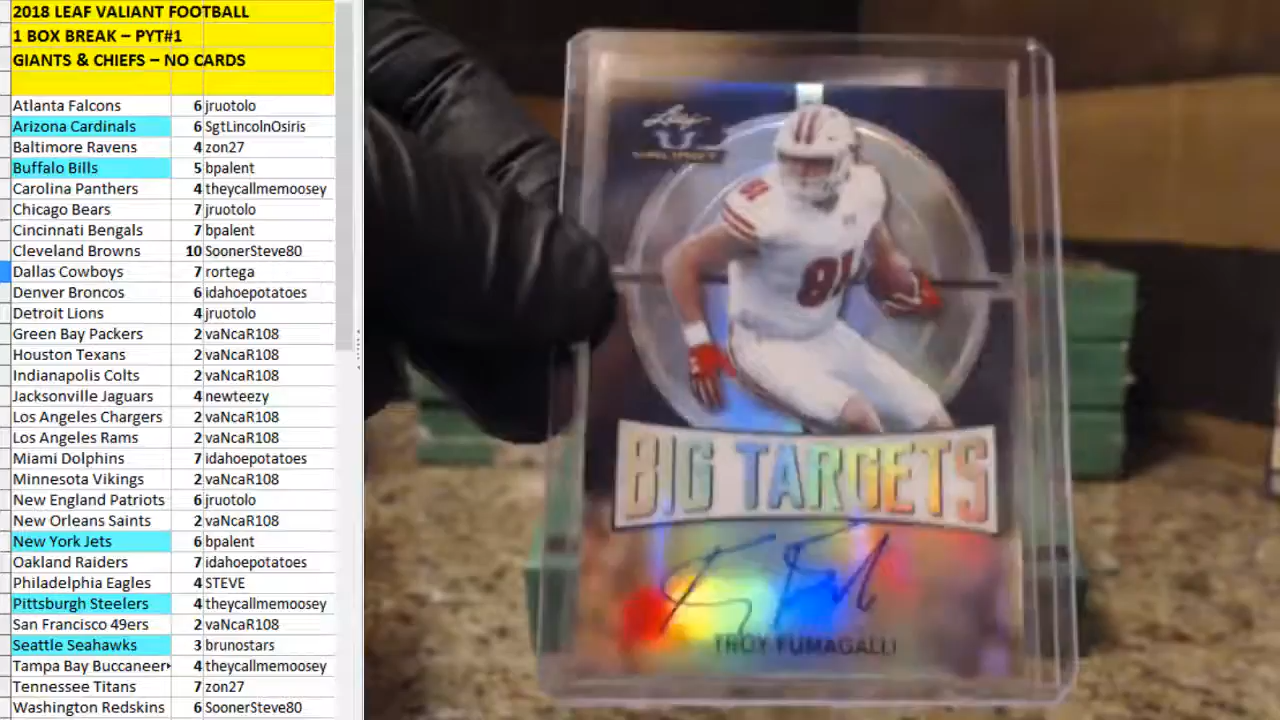 2018 LEAF VALIANT FOOTBALL
1 BOX BREAK – PYT#1
GIANTS & CHIEFS – NO CARDS
Atlanta Falcons 6 jruotolo
Arizona Cardinals 6 SgtLincolnOsiris
Baltimore Ravens 4 zon27
Buffalo Bills 5 bpalent
Carolina Panthers 4 theycallmemoosey
Chicago Bears 7 jruotolo
Cincinnati Bengals 7 bpalent
Cleveland Browns 10 SoonerSteve80
Dallas Cowboys 7 rortega
Denver Broncos 6 idahoepotatoes
Detroit Lions 4 jruotolo
Green Bay Packers 2 vaNcaR108
Houston Texans 2 vaNcaR108
Indianapolis Colts 2 vaNcaR108
Jacksonville Jaguars 4 newteezy
Los Angeles Chargers 2 vaNcaR108
Los Angeles Rams 2 vaNcaR108
Miami Dolphins 7 idahoepotatoes
Minnesota Vikings 2 vaNcaR108
New England Patriots 6 jruotolo
New Orleans Saints 2 vaNcaR108
New York Jets 6 bpalent
Oakland Raiders 7 idahoepotatoes
Philadelphia Eagles 4 STEVE
Pittsburgh Steelers 4 theycallmemoosey
San Francisco 49ers 2 vaNcaR108
Seattle Seahawks 3 brunostars
Tampa Bay Buccaneer 4 theycallmemoosey
Tennessee Titans 7 zon27
Washington Redskins 6 SoonerSteve80
Leaf
81
81
BIG TARGETS
TROY FUMAGALLI